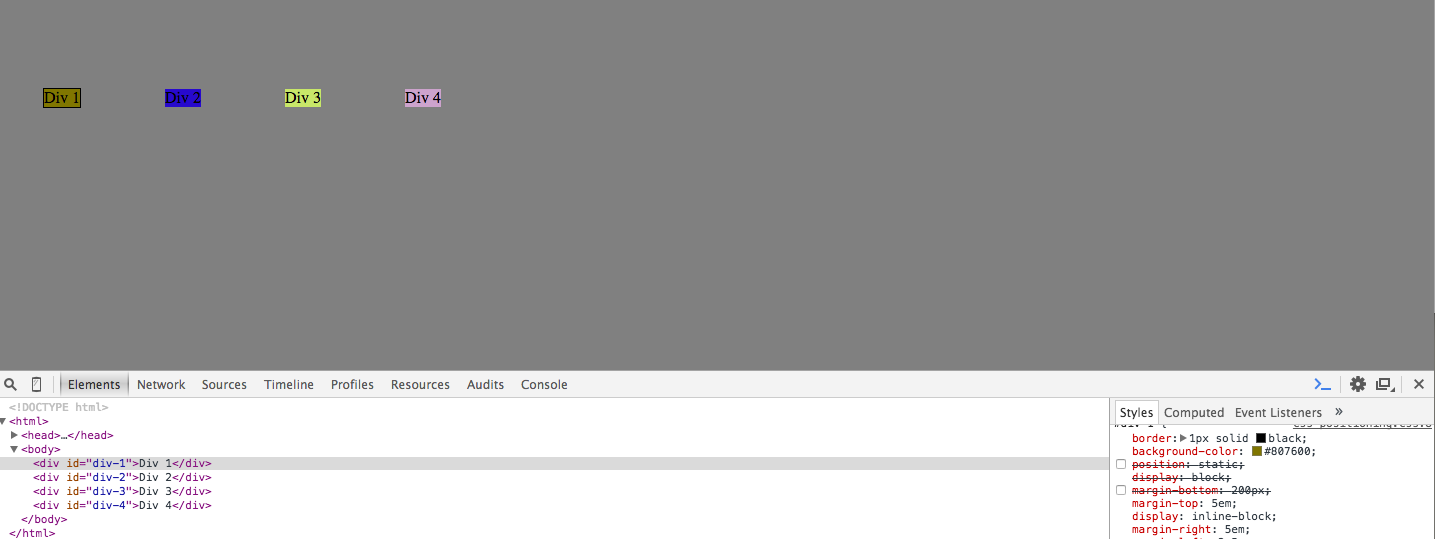 Div 1 Div 2 Div 3 Div 4
Elements Network Sources Timeline Profiles Resources Audits Console
Styles Computed Event Listeners »
<!DOCTYPE html>
▼<html>
▶<head>…</head>
▼<body>
<div id="div-1">Div 1</div>
<div id="div-2">Div 2</div>
<div id="div-3">Div 3</div>
<div id="div-4">Div 4</div>
</body>
</html>
border:▶1px solid black;
background-color: #807600;
position: static;
display: block;
margin-bottom: 200px;
margin-top: 5em;
display: inline-block;
margin-right: 5em;